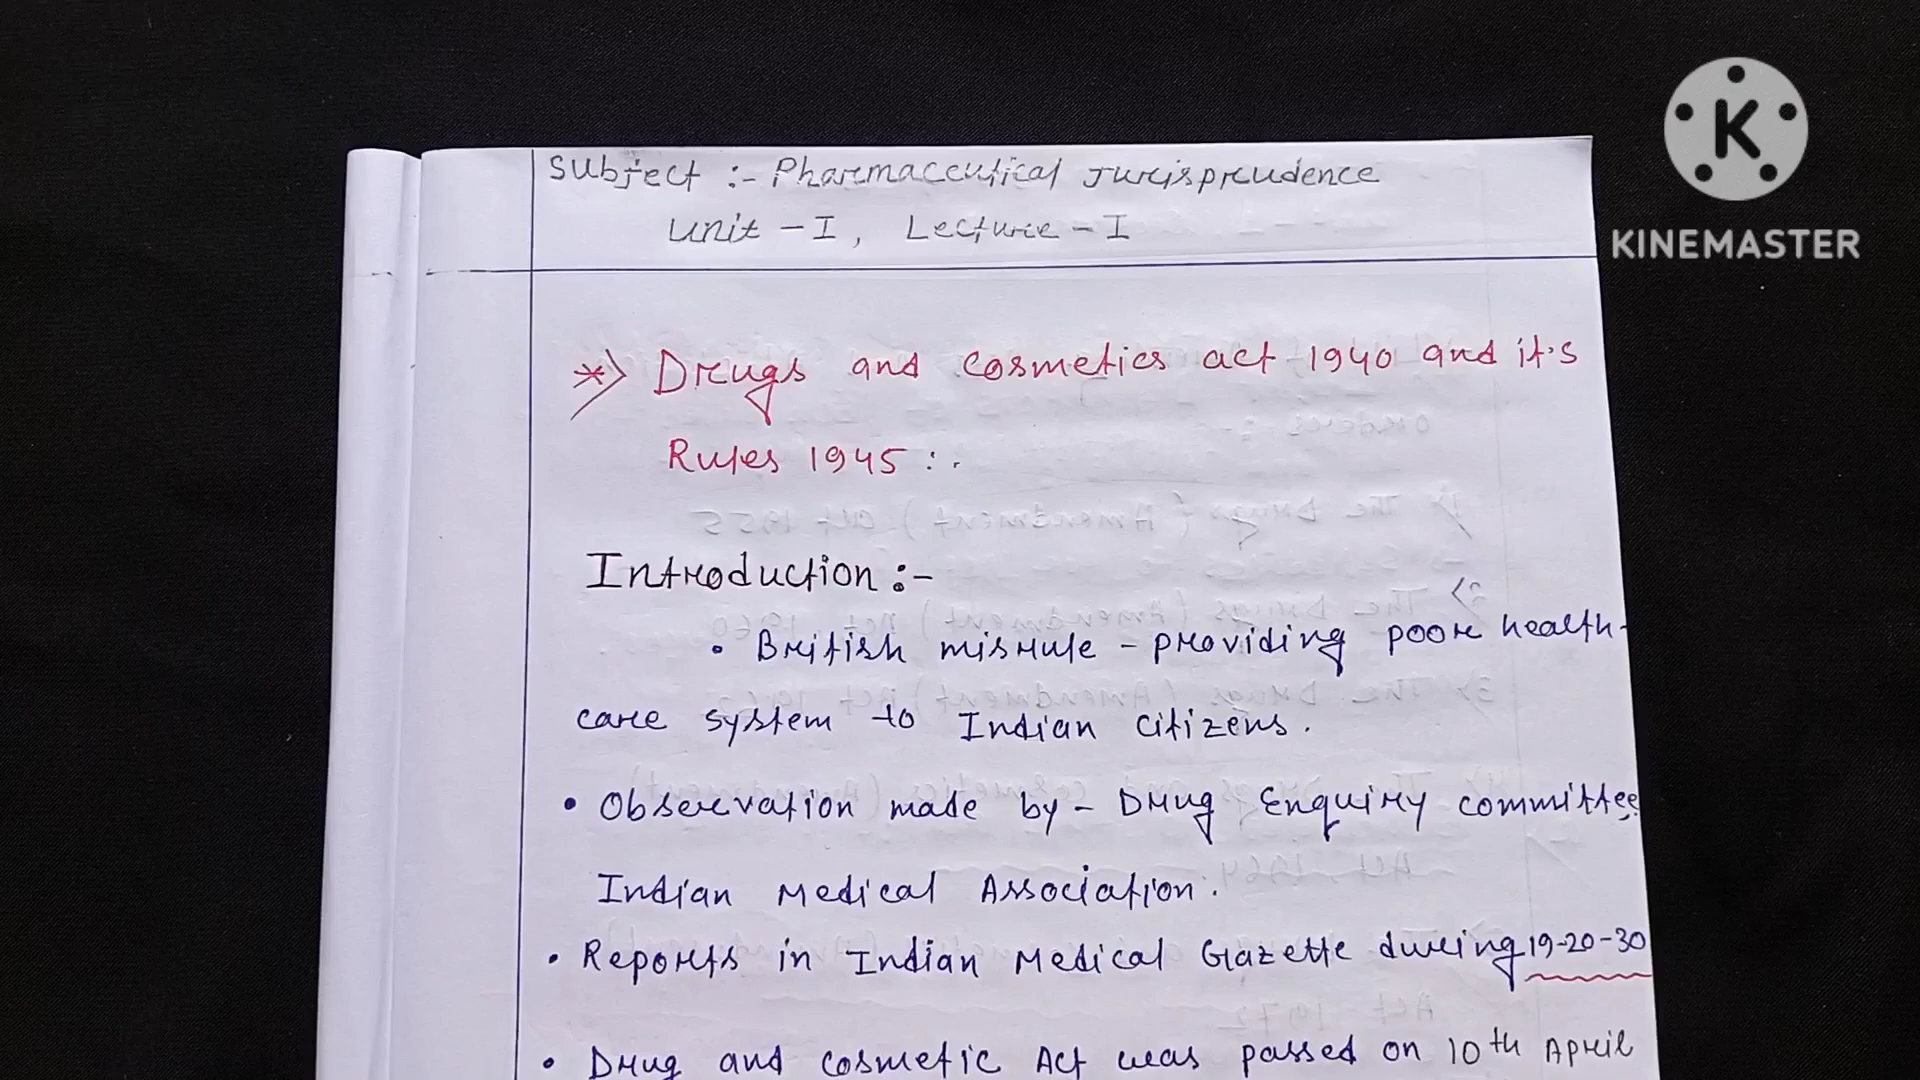 Subject :- Pharmaceutical Jurisprudence
Unit - I, Lecture - I
KINEMASTER
*> Drugs and cosmetics act 1940 and it's
Rules 1945 :.
Introduction :-
• British misrule - providing poor health-
care system to Indian citizens.
• Observation made by - Drug Enquiry committee
Indian Medical Association.
• Reports in Indian Medical Gazette during 19-20-30
• Drug and cosmetic Act was passed on 10th April